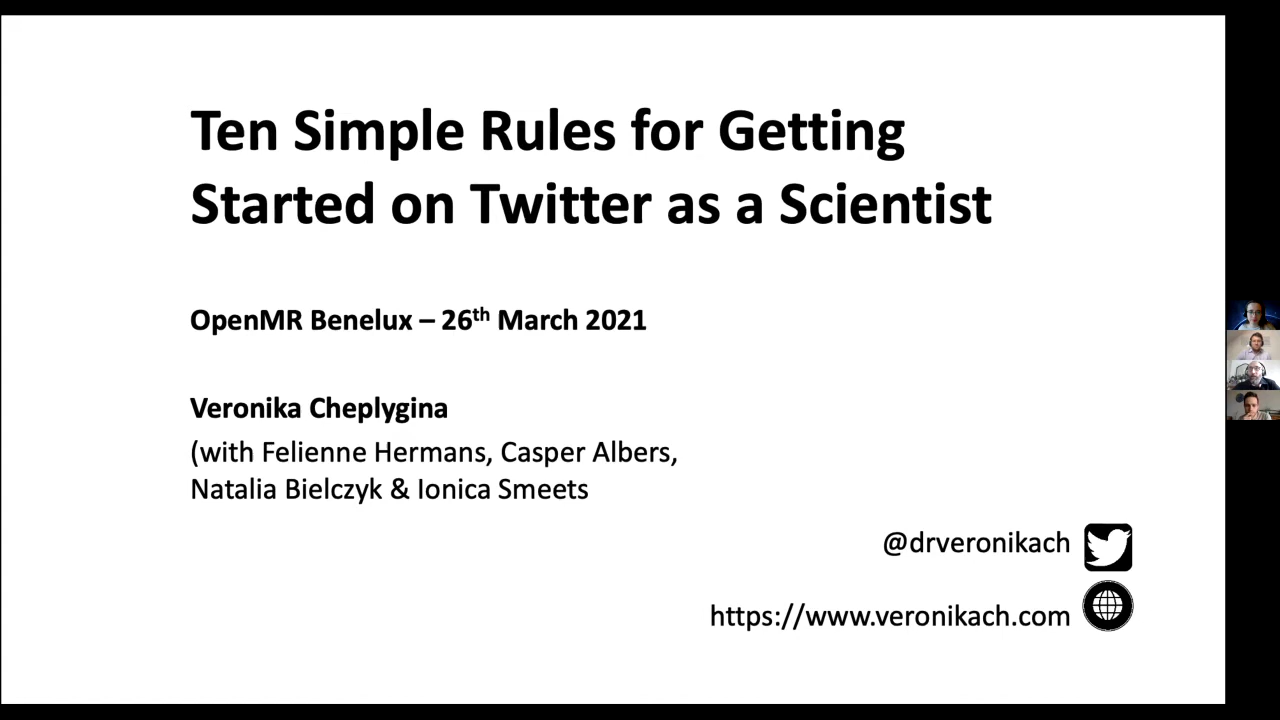 Ten Simple Rules for Getting
Started on Twitter as a Scientist
OpenMR Benelux – 26th March 2021
Veronika Cheplygina
(with Felienne Hermans, Casper Albers,
Natalia Bielczyk & Ionica Smeets
@drveronikach
https://www.veronikach.com